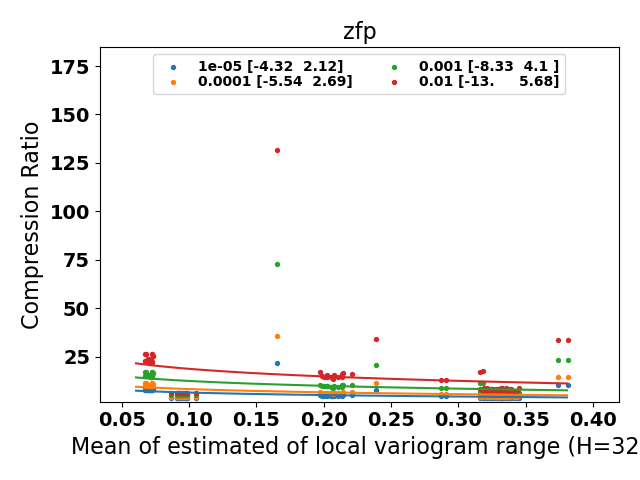 zfp
1e-05 [-4.32  2.12]
0.0001 [-5.54  2.69]
0.001 [-8.33  4.1 ]
0.01 [-13.     5.68]
Compression Ratio
175
150
125
100
75
50
25
0.05 0.10 0.15 0.20 0.25 0.30 0.35 0.40
Mean of estimated of local variogram range (H=32